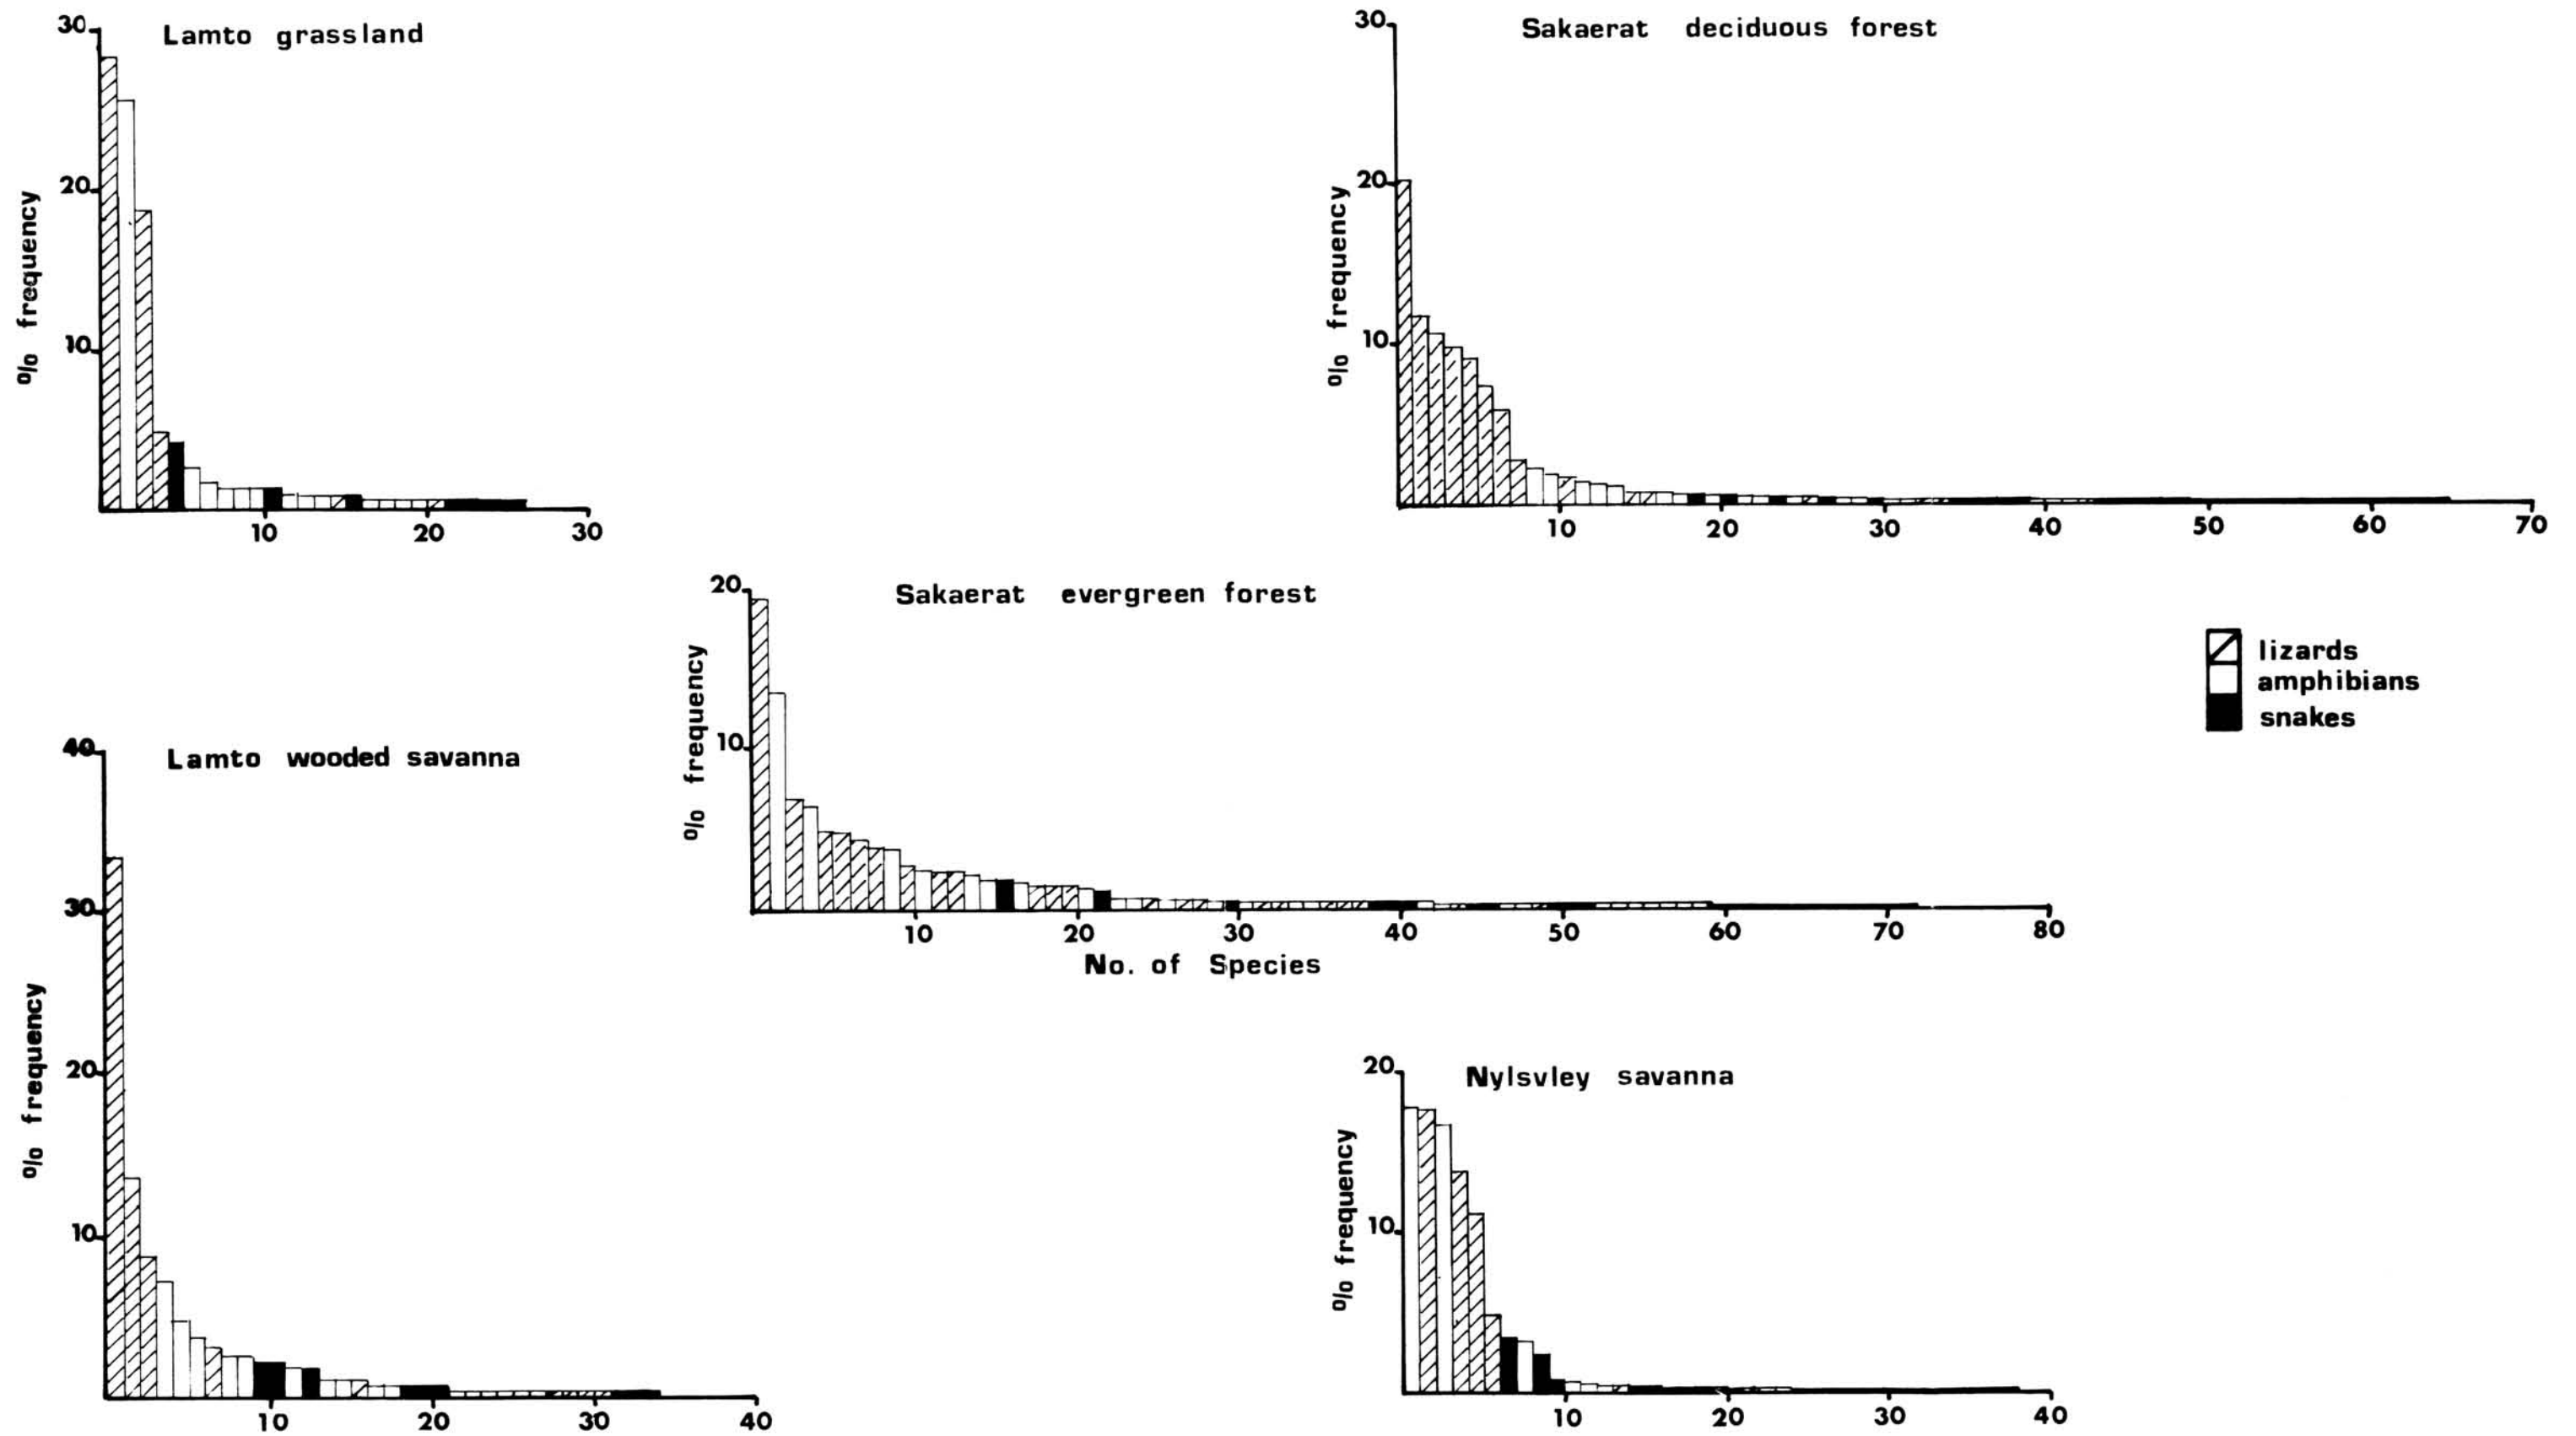 Lamto grassland
30
20
10
% frequency
10 20 30
Sakaerat deciduous forest
30
20
10
% frequency
10 20 30 40 50 60 70
Sakaerat evergreen forest
20
10
% frequency
10 20 30 40 50 60 70 80
No. of Species
lizards
amphibians
snakes
Lamto wooded savanna
40
30
20
10
% frequency
10 20 30 40
Nylsvley savanna
20
10
% frequency
10 20 30 40